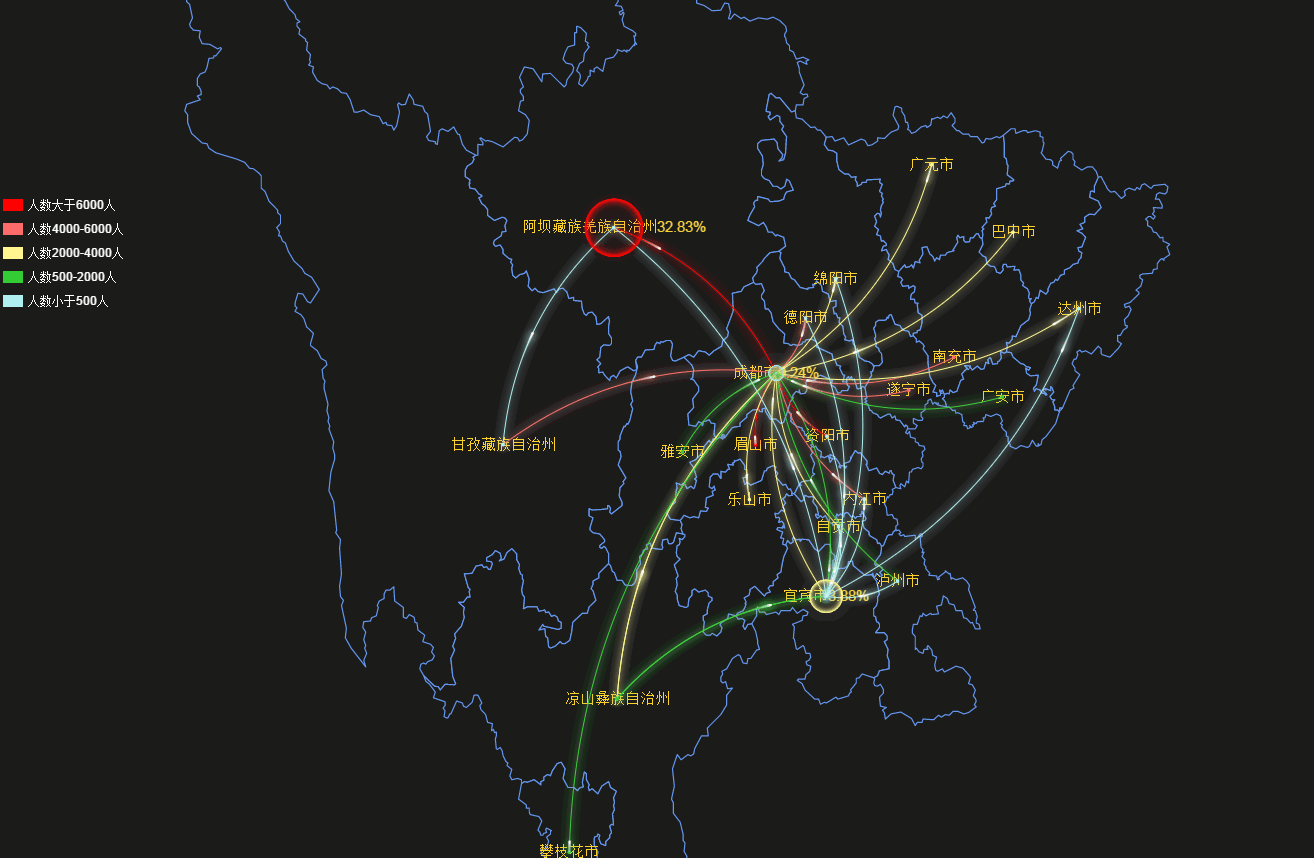 人数大于6000人
人数4000-6000人
人数2000-4000人
人数500-2000人
人数小于500人
广元市
阿坝藏族羌族自治州32.83%
巴中市
绵阳市
达州市
德阳市
南充市
成都市
24%
遂宁市
广安市
甘孜藏族自治州
雅安市
眉山市
资阳市
乐山市
内江市
自贡市
泸州市
宜宾市
凉山彝族自治州
攀枝花市